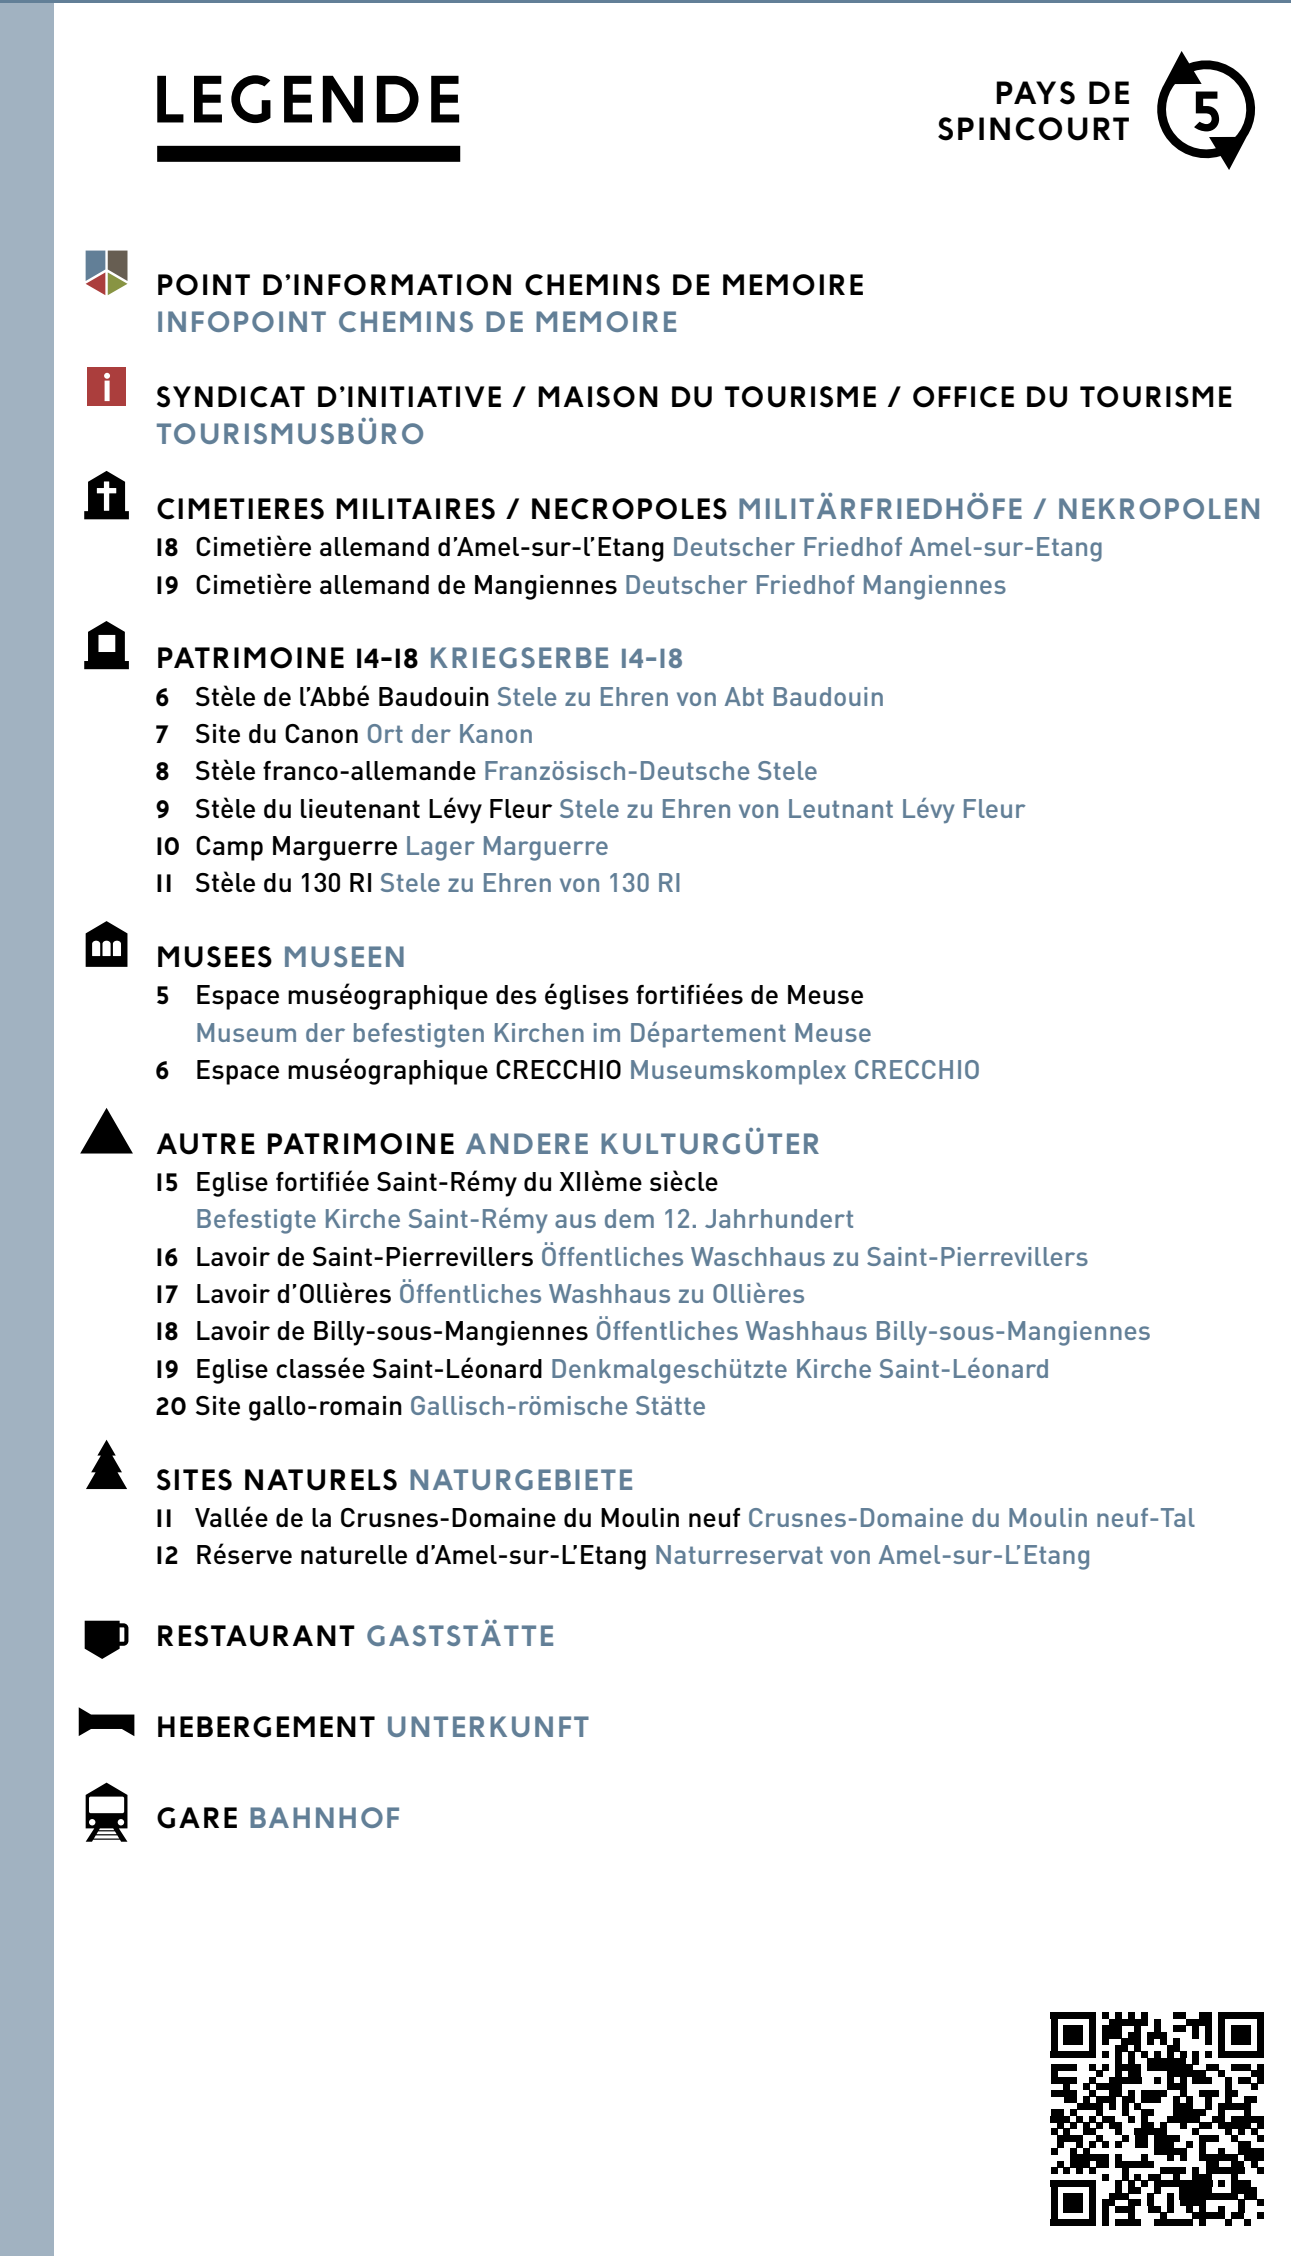 LEGENDE
PAYS DE
SPINCOURT
5
POINT D’INFORMATION CHEMINS DE MEMOIRE
INFOPOINT CHEMINS DE MEMOIRE
i
SYNDICAT D’INITIATIVE / MAISON DU TOURISME / OFFICE DU TOURISME
TOURISMUSBÜRO
CIMETIERES MILITAIRES / NECROPOLES MILITÄRFRIEDHÖFE / NEKROPOLEN
18 Cimetière allemand d’Amel-sur-l’Etang Deutscher Friedhof Amel-sur-Etang
19 Cimetière allemand de Mangiennes Deutscher Friedhof Mangiennes
PATRIMOINE 14-18 KRIEGSERBE 14-18
6 Stèle de l’Abbé Baudouin Stele zu Ehren von Abt Baudouin
7 Site du Canon Ort der Kanon
8 Stèle franco-allemande Französisch-Deutsche Stele
9 Stèle du lieutenant Lévy Fleur Stele zu Ehren von Leutnant Lévy Fleur
10 Camp Marguerre Lager Marguerre
11 Stèle du 130 RI Stele zu Ehren von 130 RI
MUSEES MUSEEN
5 Espace muséographique des églises fortifiées de Meuse
Museum der befestigten Kirchen im Département Meuse
6 Espace muséographique CRECCHIO Museumskomplex CRECCHIO
AUTRE PATRIMOINE ANDERE KULTURGÜTER
15 Eglise fortifiée Saint-Rémy du XIIème siècle
Befestigte Kirche Saint-Rémy aus dem 12. Jahrhundert
16 Lavoir de Saint-Pierrevillers Öffentliches Waschhaus zu Saint-Pierrevillers
17 Lavoir d’Ollières Öffentliches Washhaus zu Ollières
18 Lavoir de Billy-sous-Mangiennes Öffentliches Washhaus Billy-sous-Mangiennes
19 Eglise classée Saint-Léonard Denkmalgeschützte Kirche Saint-Léonard
20 Site gallo-romain Gallisch-römische Stätte
SITES NATURELS NATURGEBIETE
11 Vallée de la Crusnes-Domaine du Moulin neuf Crusnes-Domaine du Moulin neuf-Tal
12 Réserve naturelle d’Amel-sur-L’Etang Naturreservat von Amel-sur-L’Etang
RESTAURANT GASTSTÄTTE
HEBERGEMENT UNTERKUNFT
GARE BAHNHOF